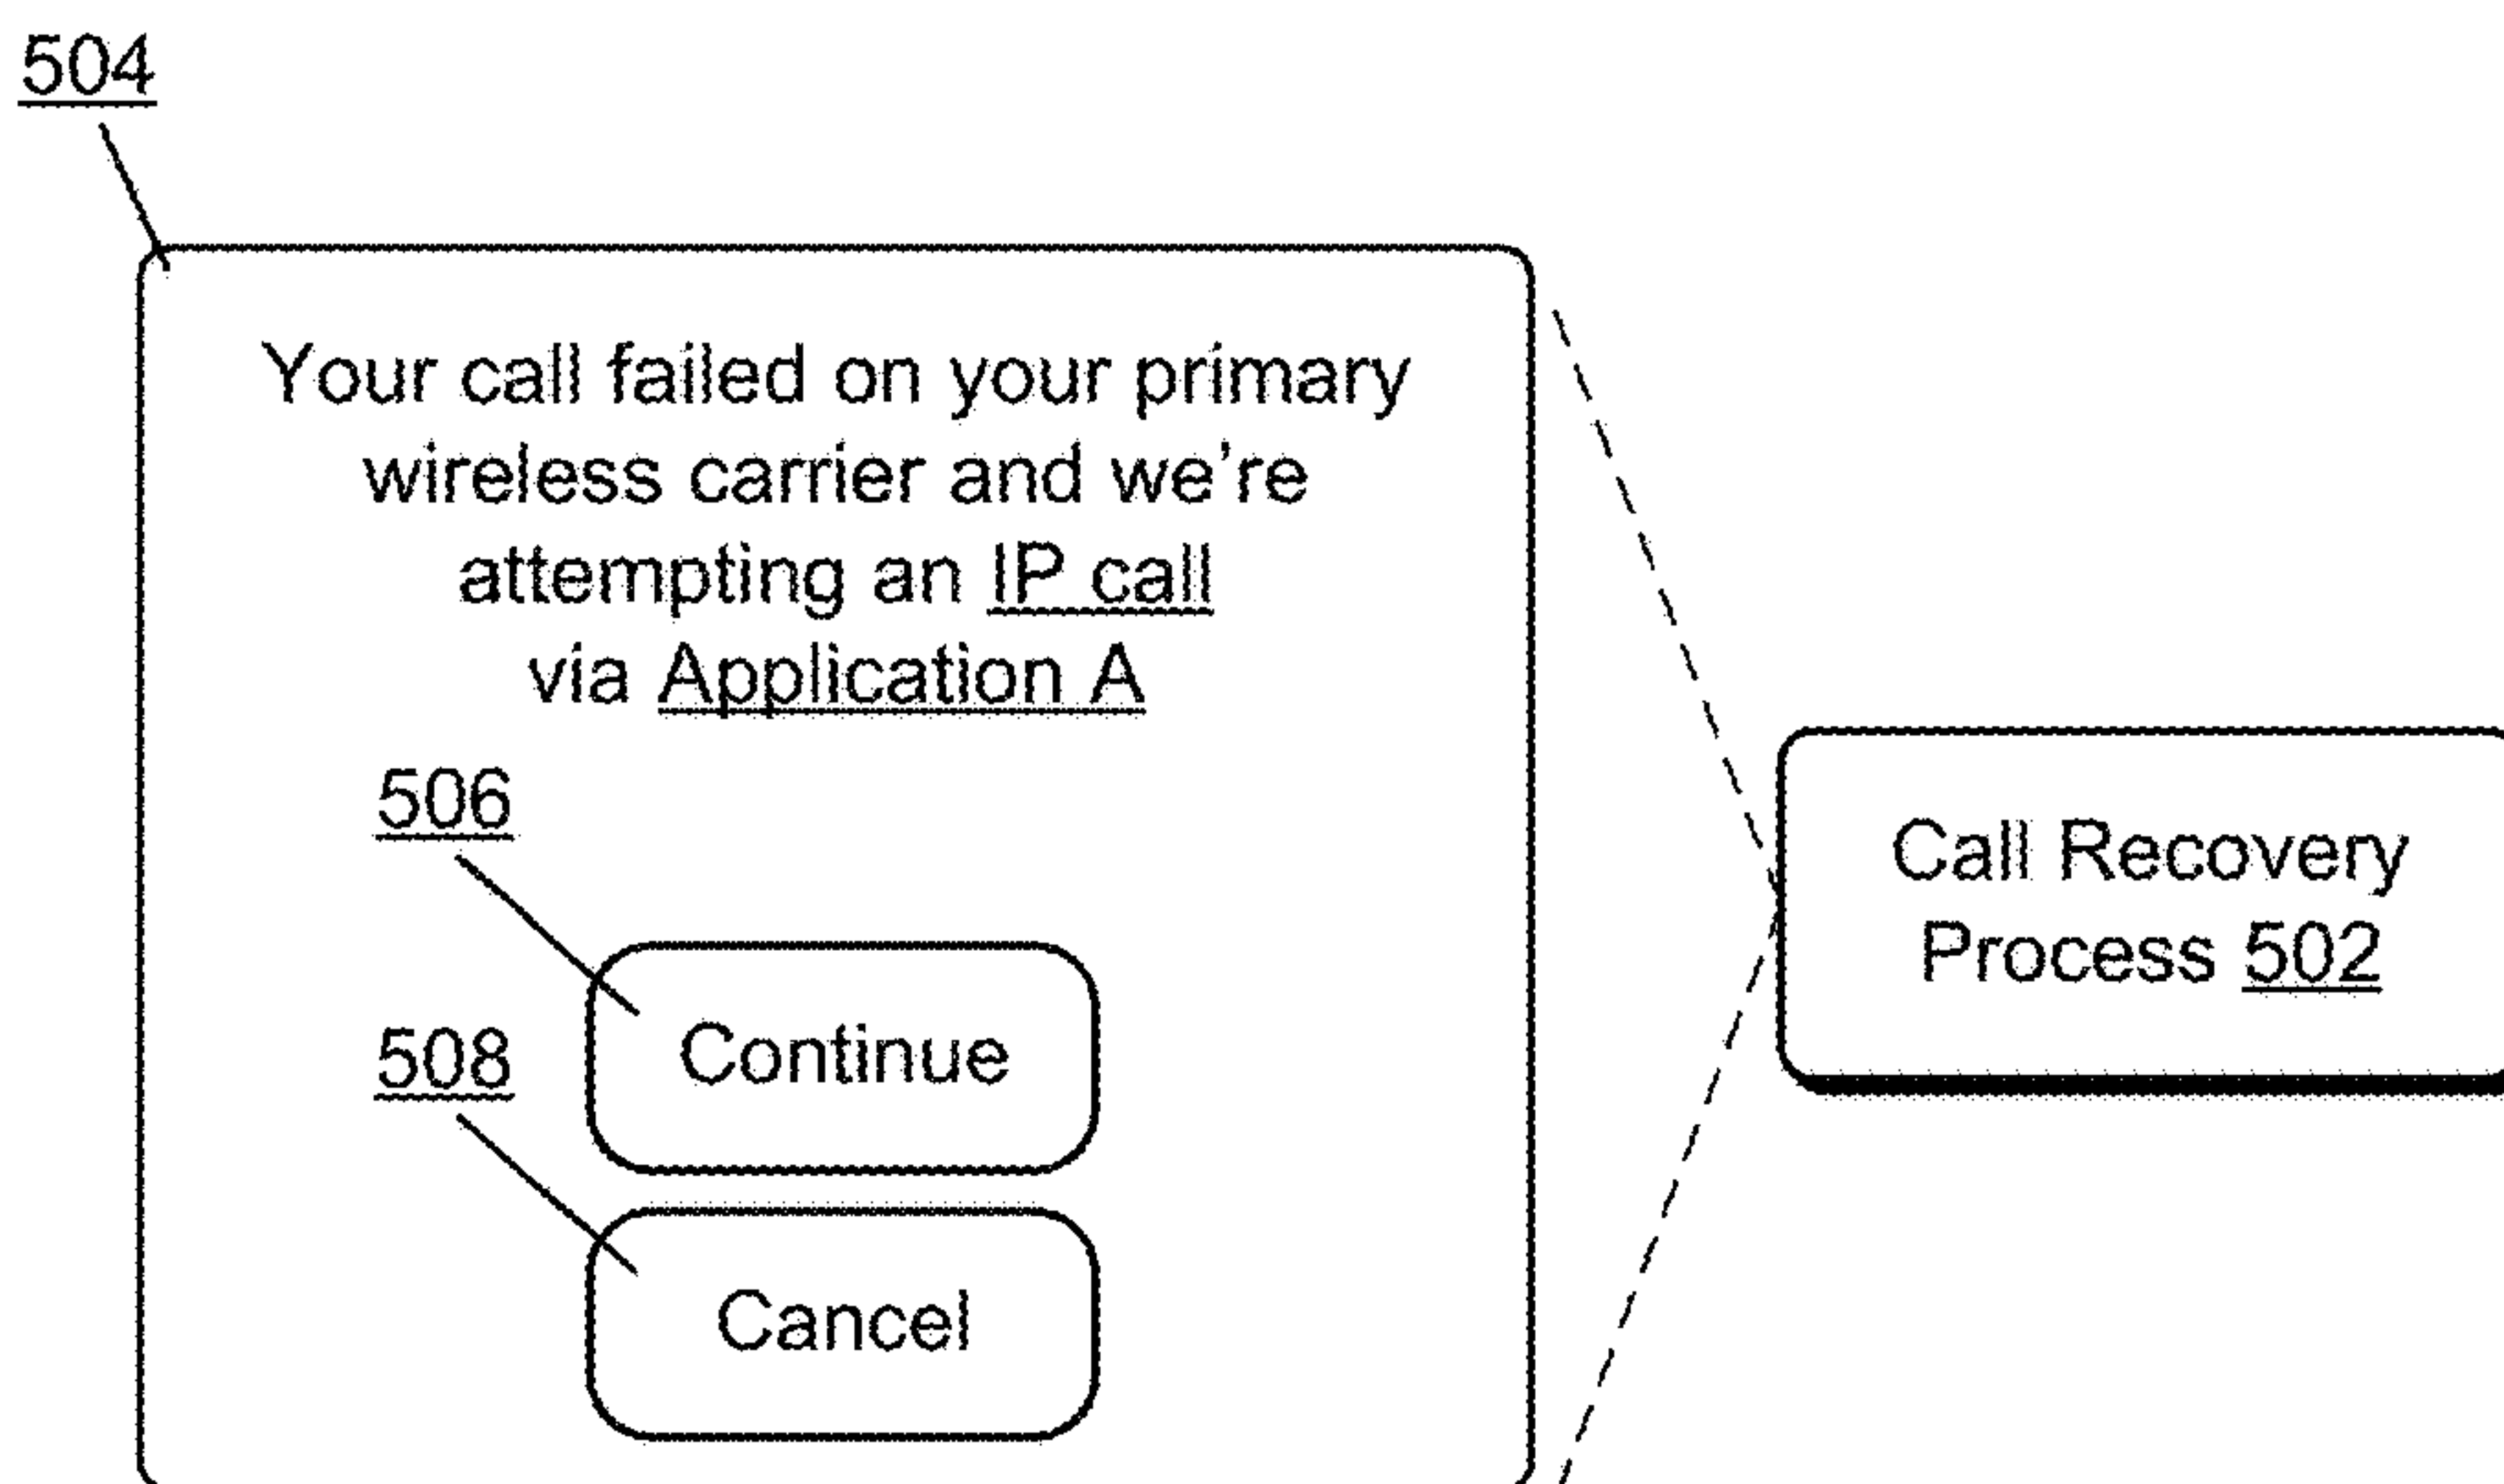 504
Your call failed on your primary
wireless carrier and we're
attempting an IP call
via Application A
506
Continue
508
Cancel
Call Recovery
Process 502